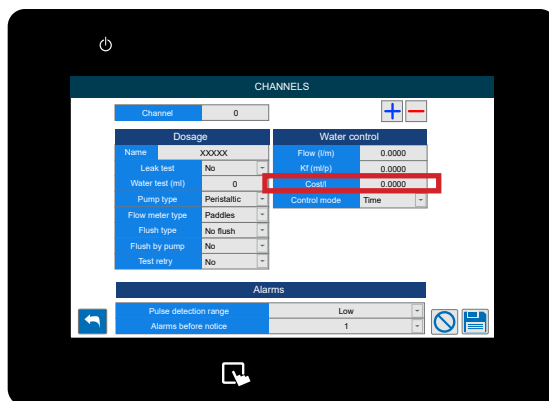 CHANNELS
Channel 0
Dosage
Name XXXXX
Leak test No
Water test (ml) 0
Pump type Peristaltic
Flow meter type Paddles
Flush type No flush
Flush by pump No
Test retry No
Water control
Flow (l/m) 0.0000
Kf (ml/p) 0.0000
Cost/l 0.0000
Control mode Time
Alarms
Pulse detection range Low
Alarms before notice 1